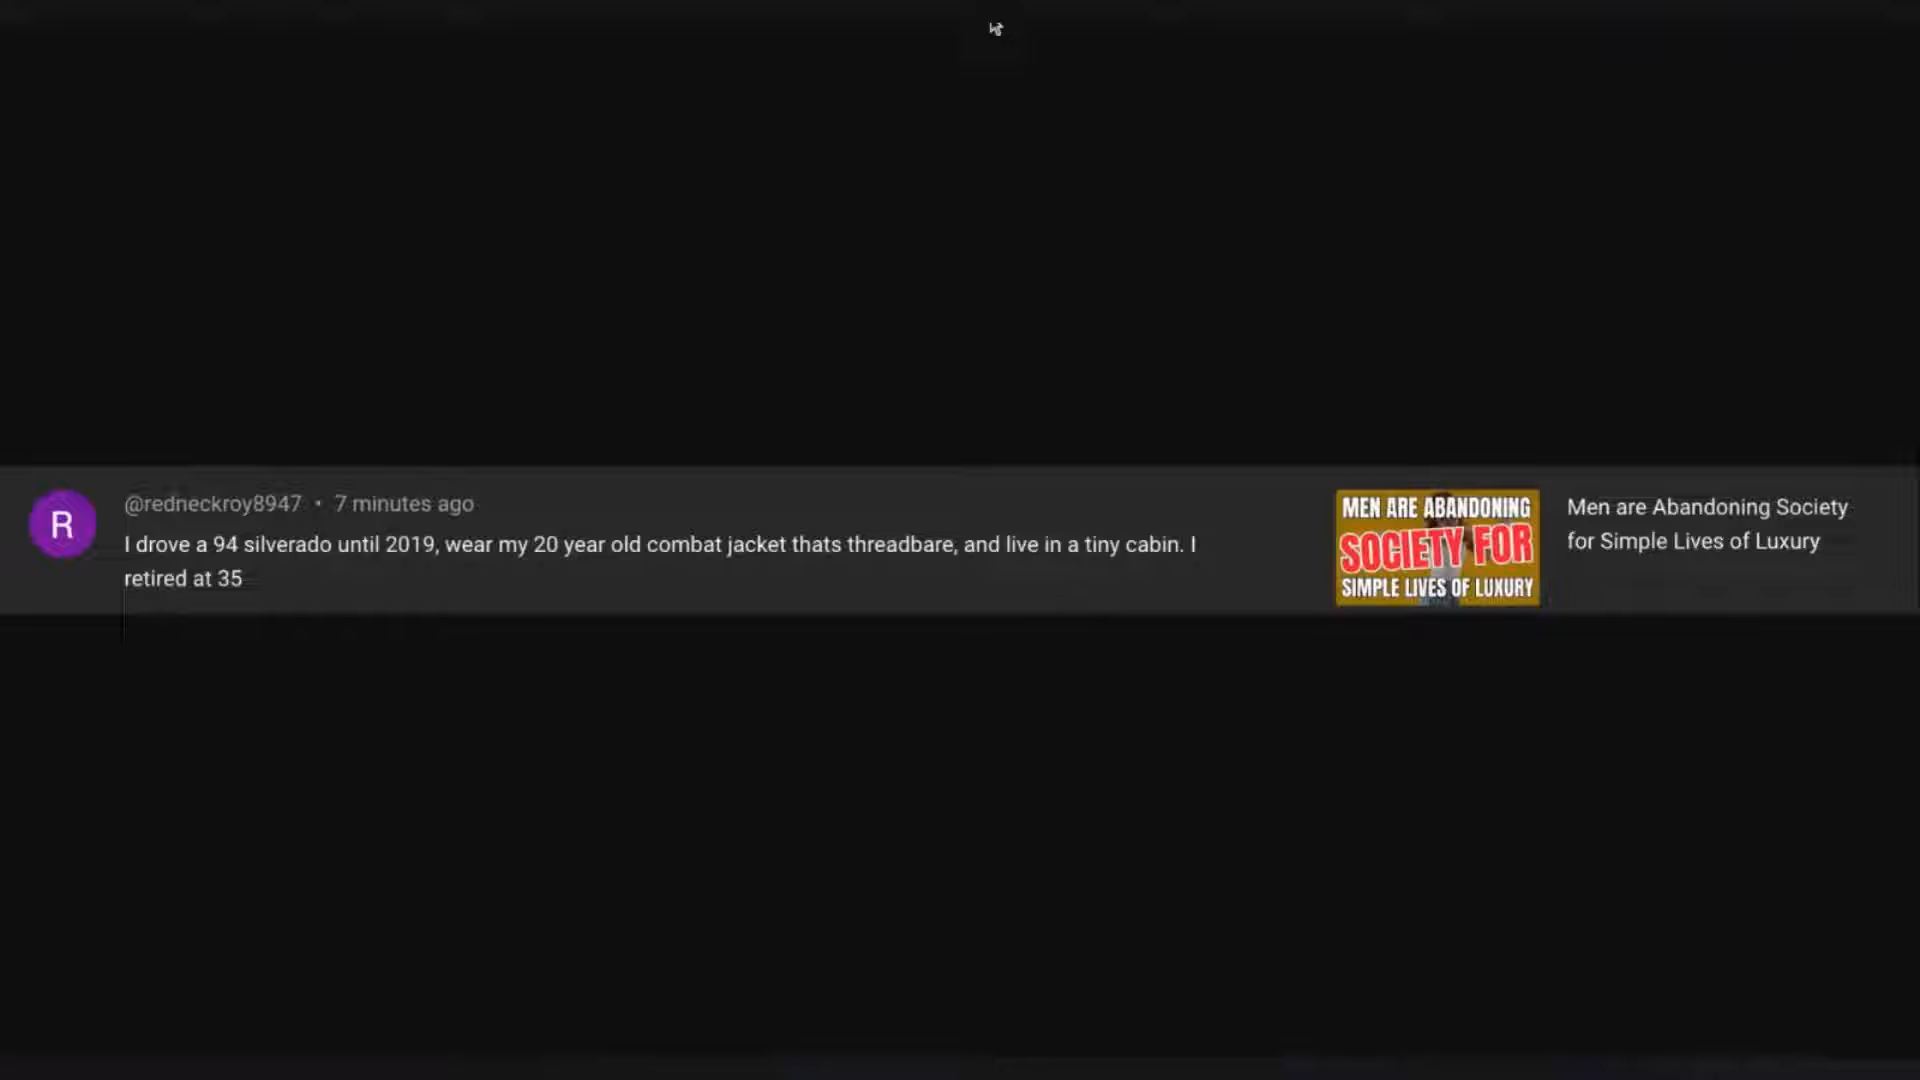 R
@redneckroy8947 • 7 minutes ago
I drove a 94 silverado until 2019, wear my 20 year old combat jacket thats threadbare, and live in a tiny cabin. I
retired at 35
MEN ARE ABANDONING
SOCIETY FOR
SIMPLE LIVES OF LUXURY
Men are Abandoning Society
for Simple Lives of Luxury